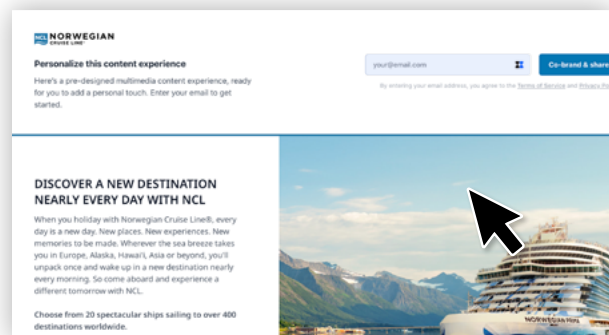 NCL NORWEGIAN
CRUISE LINE®
Personalize this content experience
Here's a pre-designed multimedia content experience, ready
for you to add a personal touch. Enter your email to get
started.
your@email.com
Co-brand & share
By entering your email address, you agree to the Terms of Service and Privacy Po
DISCOVER A NEW DESTINATION
NEARLY EVERY DAY WITH NCL
When you holiday with Norwegian Cruise Line®, every
day is a new day. New places. New experiences. New
memories to be made. Wherever the sea breeze takes
you in Europe, Alaska, Hawai'i, Asia or beyond, you'll
unpack once and wake up in a new destination nearly
every morning. So come aboard and experience a
different tomorrow with NCL.
Choose from 20 spectacular ships sailing to over 400
destinations worldwide.